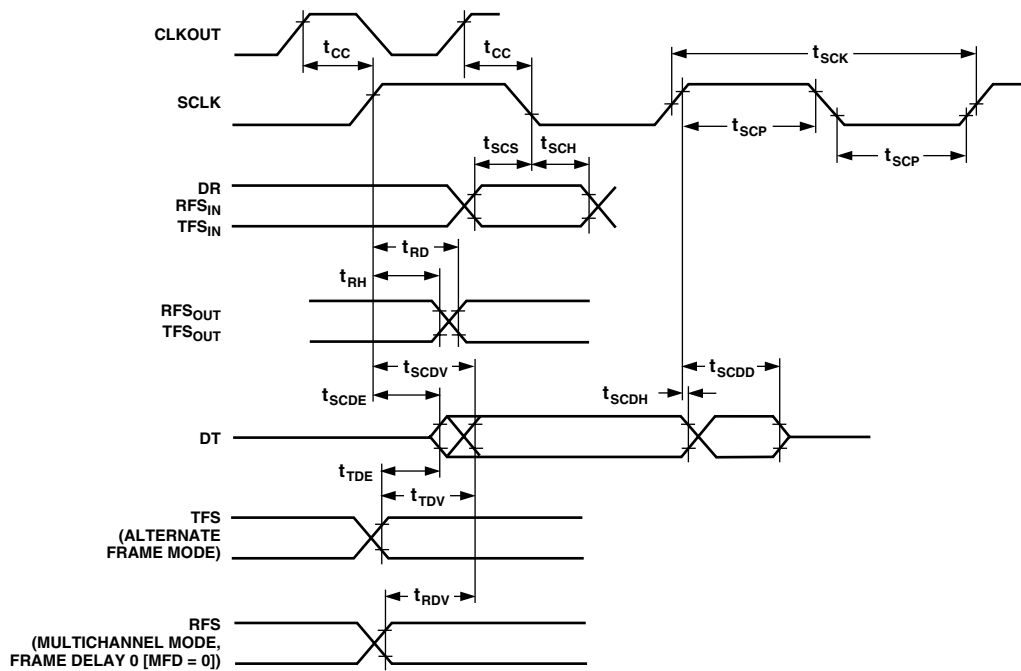 CLKOUT
tCC
tCC
tSCK
SCLK
tSCP
tSCP
tSCS
tSCH
DR
RFSIN
TFSIN
tRD
tRH
RFSOUT
TFSOUT
tSCDV
tSCDD
tSCDE
tSCDH
DT
tTDE
tTDV
TFS
(ALTERNATE
FRAME MODE)
tRDV
RFS
(MULTICHANNEL MODE,
FRAME DELAY 0 [MFD = 0])